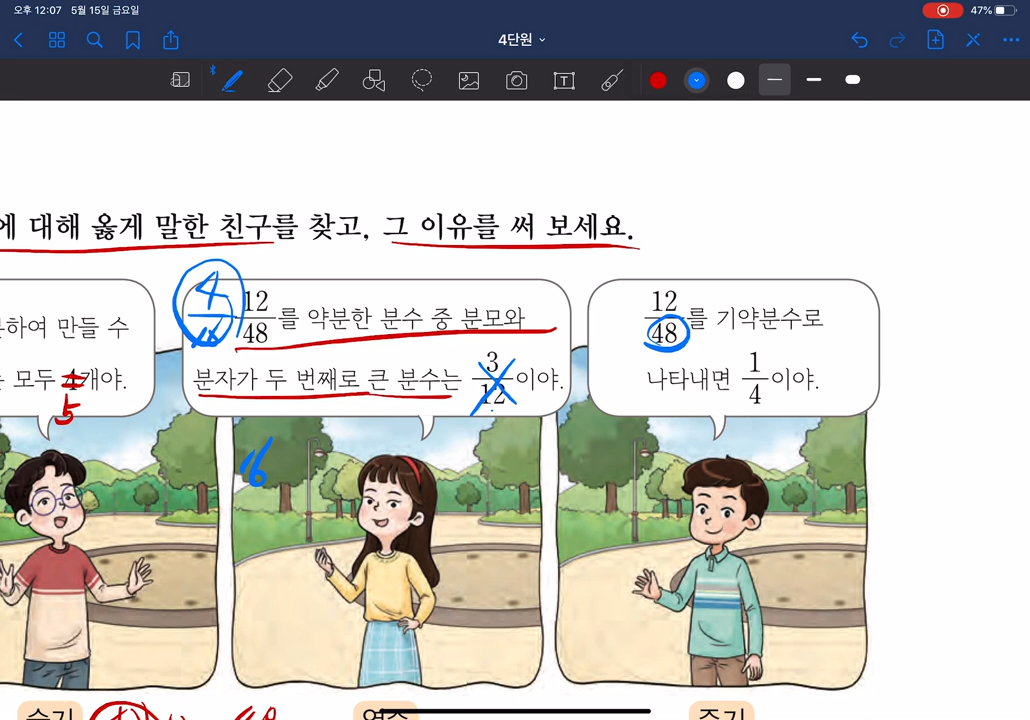 오후 12:07 5월 15일 금요일
47%
4단원
에 대해 옳게 말한 친구를 찾고, 그 이유를 써 보세요.
하여 만들 수
모두 4개야.
5
4
12/48를 약분한 분수 중 분모와
분자가 두 번째로 큰 분수는 3/12이야.
12/48를 기약분수로
나타내면 1/4이야.